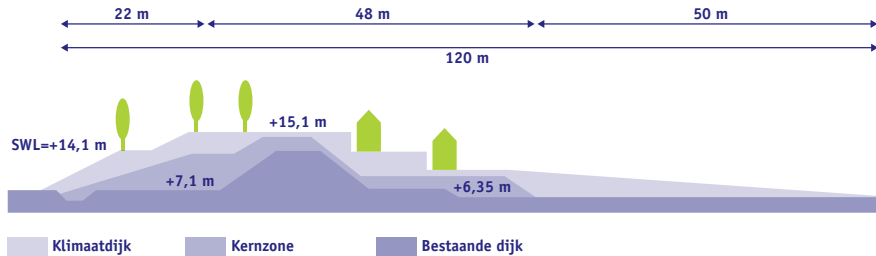 22 m 48 m 50 m
120 m
+15,1 m
SWL=+14,1 m
+7,1 m +6,35 m
Klimaatdijk Kernzone Bestaande dijk